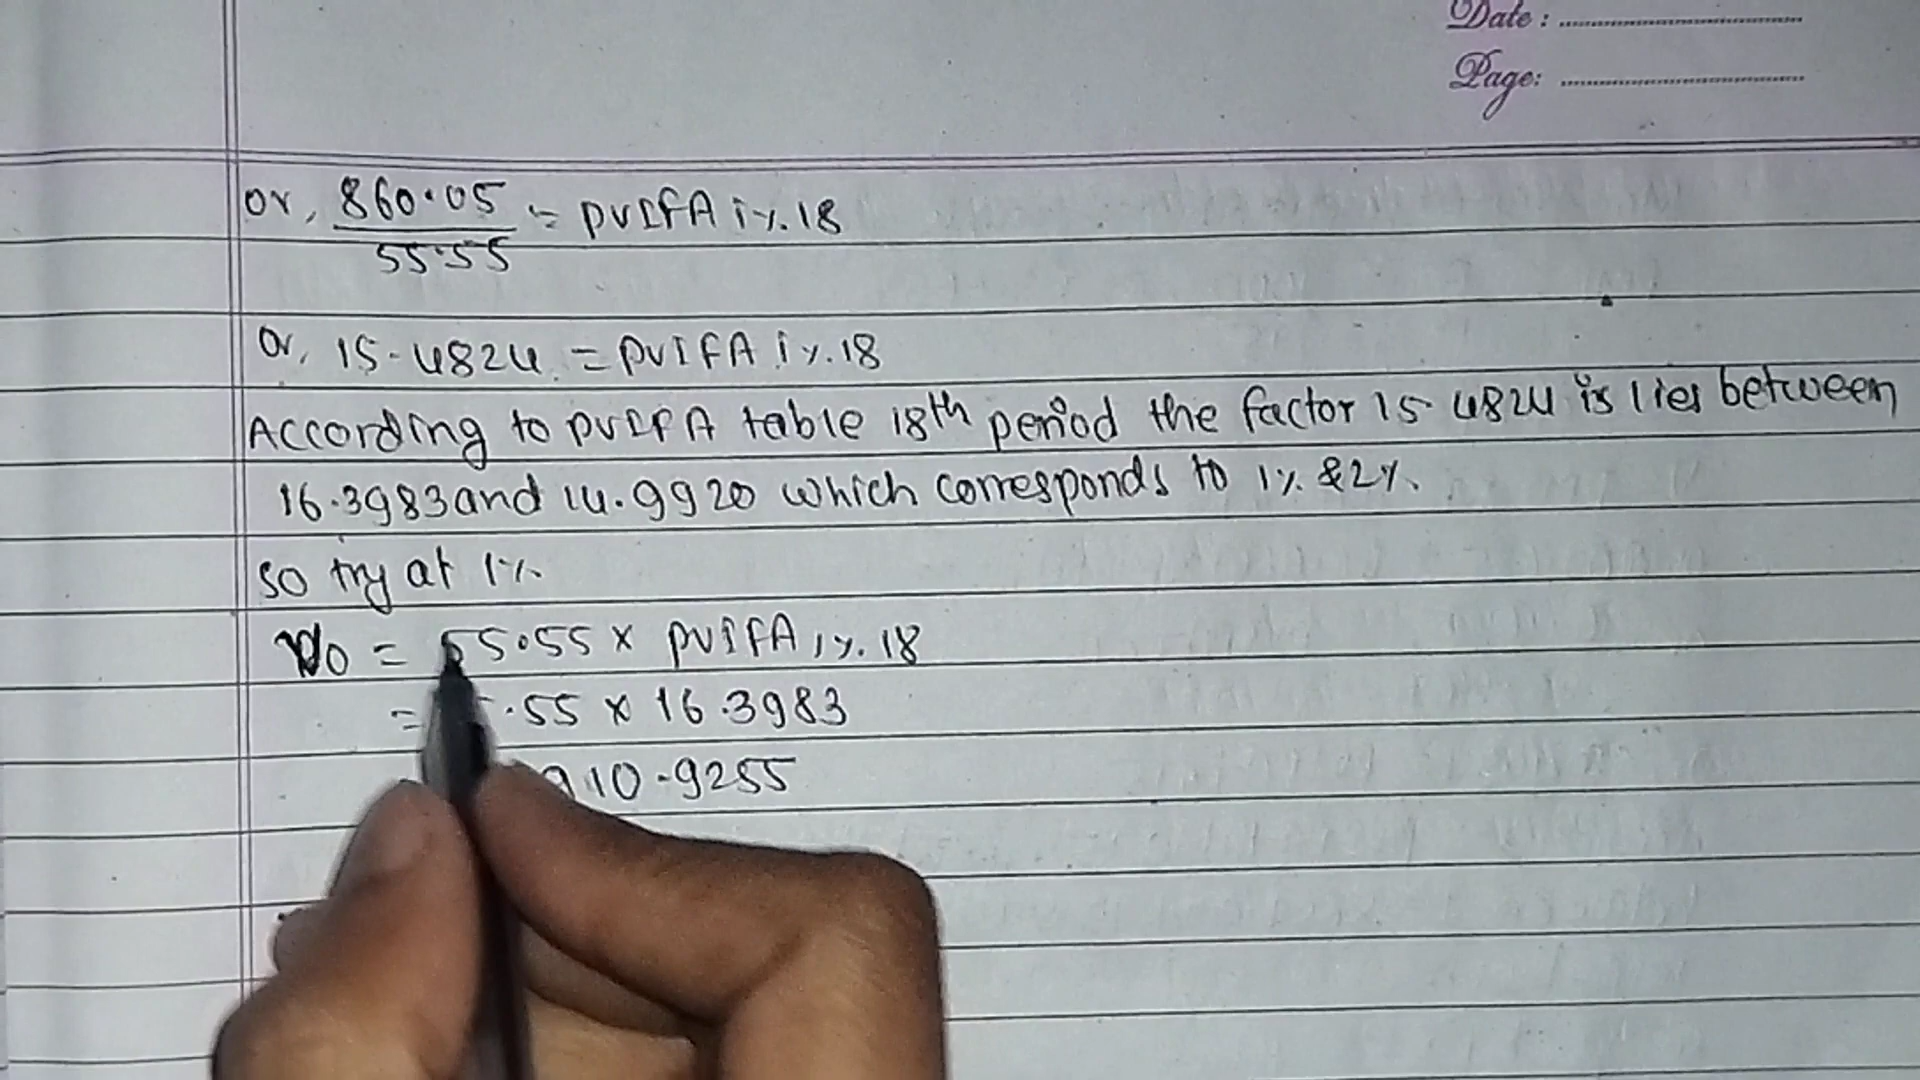 Date:
Page:
or, 860.05 = PVIFA i%.18
55.55
Or, 15.4824 = PVIFA i%.18
According to PVIFA table 18th period the factor 15.4824 is lies between
16.3983 and 14.9920 which corresponds to 1% & 2%.
so try at 1%
V0 = 55.55 × PVIFA 1%.18
= .55 × 16.3983
910.9255